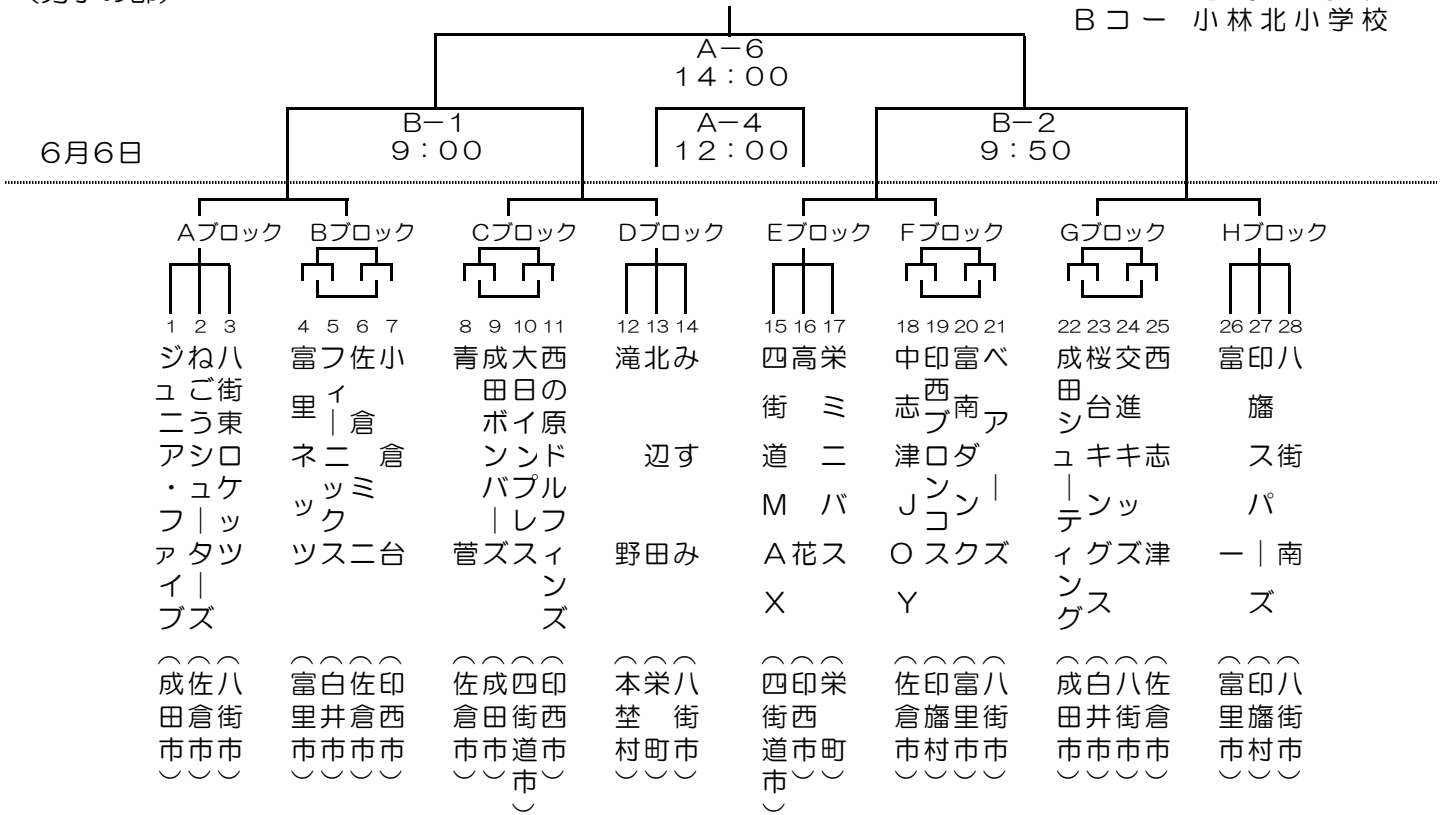 Bコー 小林北小学校
A-6
14:00
B-1
9:00
A-4
12:00
B-2
9:50
6月6日
Aブロック Bブロック Cブロック Dブロック Eブロック Fブロック Gブロック Hブロック
1 ジュニア・ファイブ (成田市)
2 ねごうシューターズ (佐倉市)
3 八街東ロケッツ (八街市)
4 富里ネッツ (富里市)
5 フィーニックス (白井市)
6 佐倉ミニ (佐倉市)
7 小倉台 (印西市)
8 青菅 (佐倉市)
9 成田ボンバーズ (成田市)
10 大日インプレス (四街道市)
11 西の原ドルフィンズ (印西市)
12 滝野 (本埜村)
13 北辺田 (栄町)
14 みすみ (八街市)
15 四街道MAX (四街道市)
16 高花 (印西市)
17 栄ミニバス (栄町)
18 中志津JOY (佐倉市)
19 印西ブロンコス (印旛村)
20 富南ダンク (富里市)
21 ベアーズ (八街市)
22 成田シューティング (成田市)
23 桜台キングス (白井市)
24 交進キッズ (八街市)
25 西志津 (佐倉市)
26 富一 (富里市)
27 印旛スパーズ (印旛村)
28 八街南 (八街市)